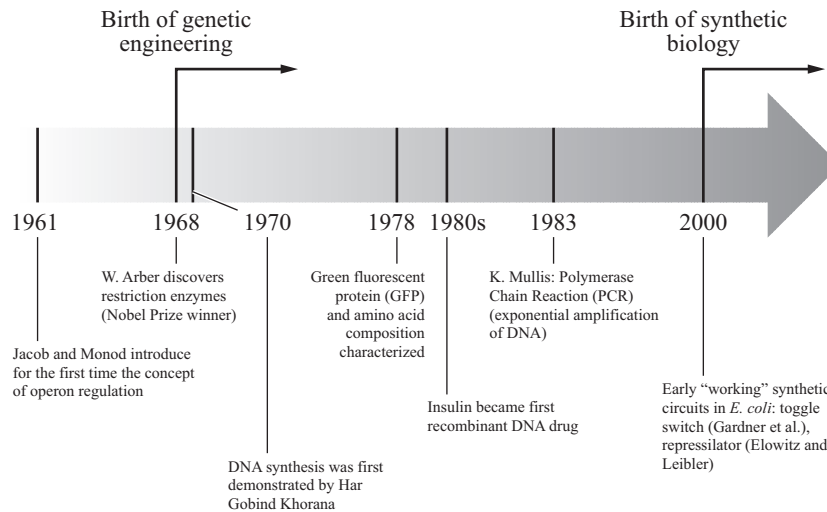 Birth of genetic
engineering
Birth of synthetic
biology
1961
1968
1970
1978
1980s
1983
2000
W. Arber discovers
restriction enzymes
(Nobel Prize winner)
Green fluorescent
protein (GFP)
and amino acid
composition
characterized
K. Mullis: Polymerase
Chain Reaction (PCR)
(exponential amplification
of DNA)
Jacob and Monod introduce
for the first time the concept
of operon regulation
Insulin became first
recombinant DNA drug
Early “working” synthetic
circuits in E. coli: toggle
switch (Gardner et al.),
repressilator (Elowitz and
Leibler)
DNA synthesis was first
demonstrated by Har
Gobind Khorana